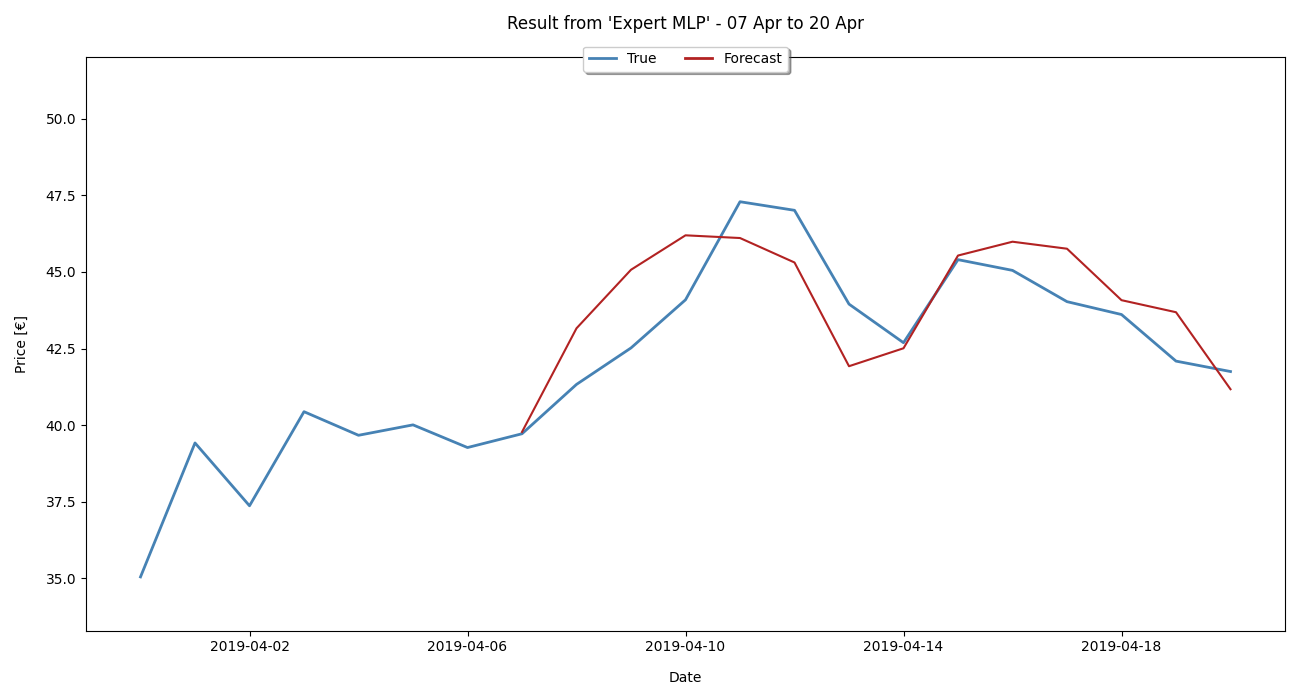 Result from 'Expert MLP' - 07 Apr to 20 Apr
True Forecast
50.0
47.5
45.0
42.5
40.0
37.5
35.0
Price [€]
2019-04-02 2019-04-06 2019-04-10 2019-04-14 2019-04-18
Date